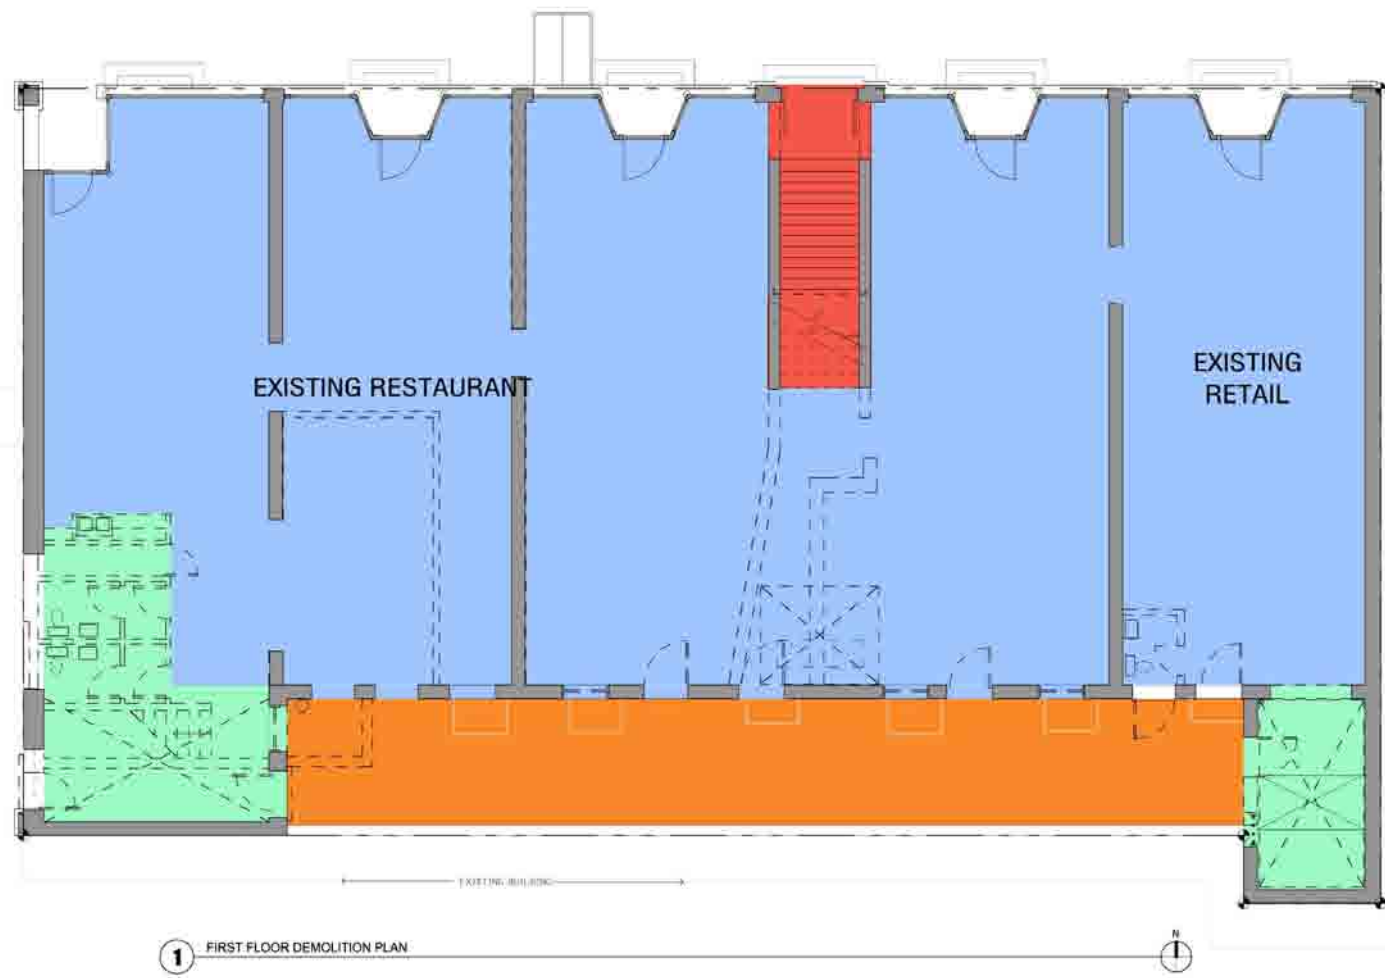 EXISTING RESTAURANT
EXISTING
RETAIL
EXISTING BUILDING
N
1
FIRST FLOOR DEMOLITION PLAN